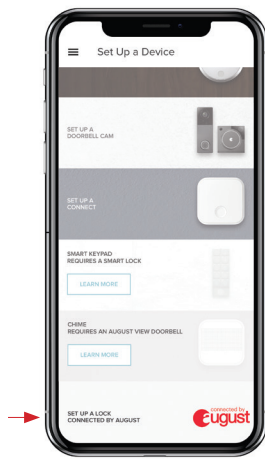 Set Up a Device
SET UP A
DOORBELL CAM
SET UP A
CONNECT
SMART KEYPAD
REQUIRES A SMART LOCK
LEARN MORE
CHIME
REQUIRES AN AUGUST VIEW DOORBELL
LEARN MORE
SET UP A LOCK
CONNECTED BY AUGUST
connected by
august